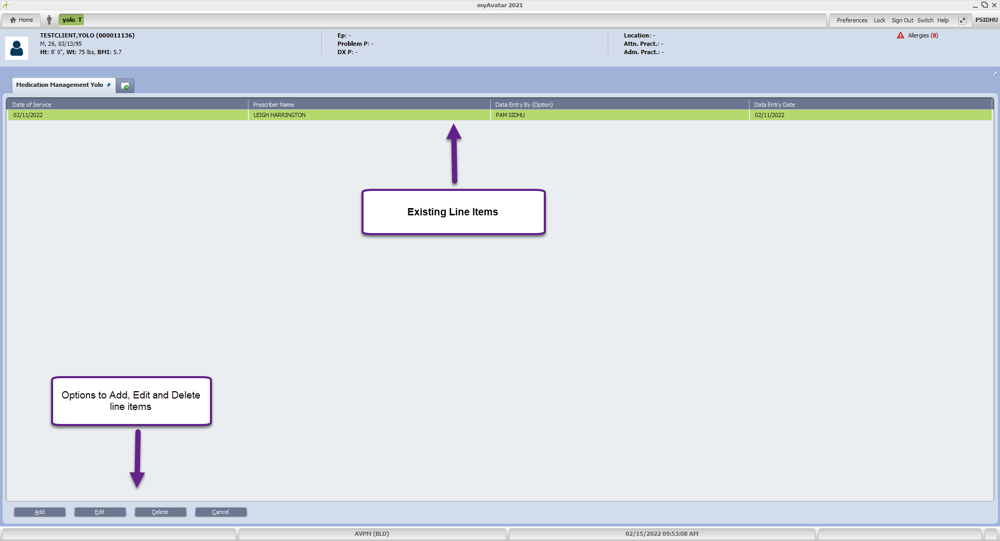 myAvatar 2021
Home
yolo T
Preferences Lock Sign Out Switch Help
PSIDHU
TESTCLIENT,YOLO (000011136)
M, 26, 03/13/95
Ht: 8' 0", Wt: 75 lbs, BMI: 5.7
Ep: -
Problem P: -
DX P: -
Location: -
Attn. Pract.: -
Adm. Pract.: -
Allergies (8)
Medication Management Yolo
Date of Service Prescriber Name Data Entry By (Option) Data Entry Date
02/11/2022 LEIGH HARRINGTON PAM SIDHU 02/11/2022
Existing Line Items
Options to Add, Edit and Delete
line items
Add Edit Delete Cancel
AVPM (BLD) 02/15/2022 09:53:08 AM